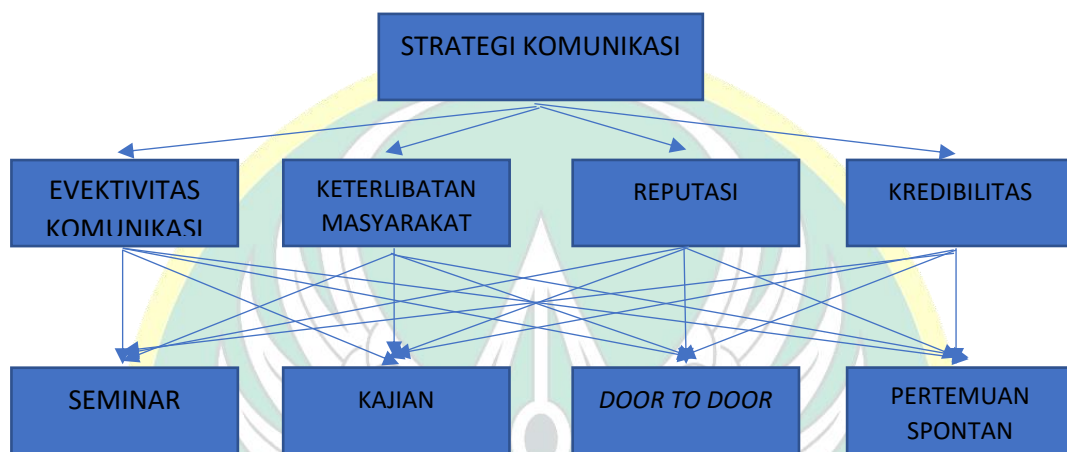 STRATEGI KOMUNIKASI
EVEKTIVITAS
KOMUNIKASI
KETERLIBATAN
MASYARAKAT
REPUTASI
KREDIBILITAS
SEMINAR
KAJIAN
DOOR TO DOOR
PERTEMUAN
SPONTAN